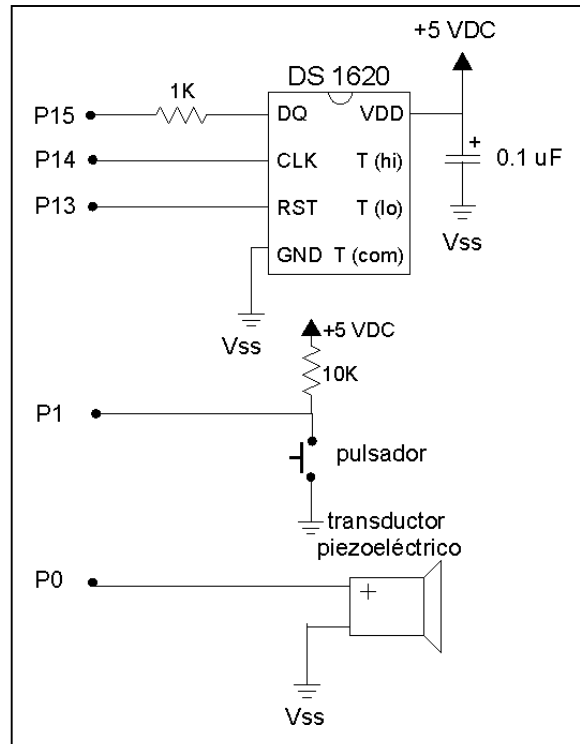 +5 VDC
DS 1620
1K
P15
DQ VDD
P14
CLK T (hi)
+
0.1 uF
P13
RST T (lo)
GND T (com)
Vss
Vss
+5 VDC
10K
P1
pulsador
transductor
piezoeléctrico
P0
+
Vss